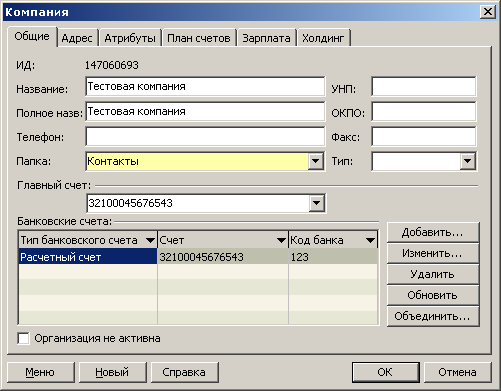 Компания
Общие Адрес Атрибуты План счетов Зарплата Холдинг
ИД: 147060693
Название: Тестовая компания УНП:
Полное назв: Тестовая компания ОКПО:
Телефон: Факс:
Папка: Контакты Тип:
Главный счет:
32100045676543
Банковские счета:
Тип банковского счета Счет Код банка
Расчетный счет 32100045676543 123
Добавить...
Изменить...
Удалить
Обновить
Объединить...
Организация не активна
Меню Новый Справка OK Отмена